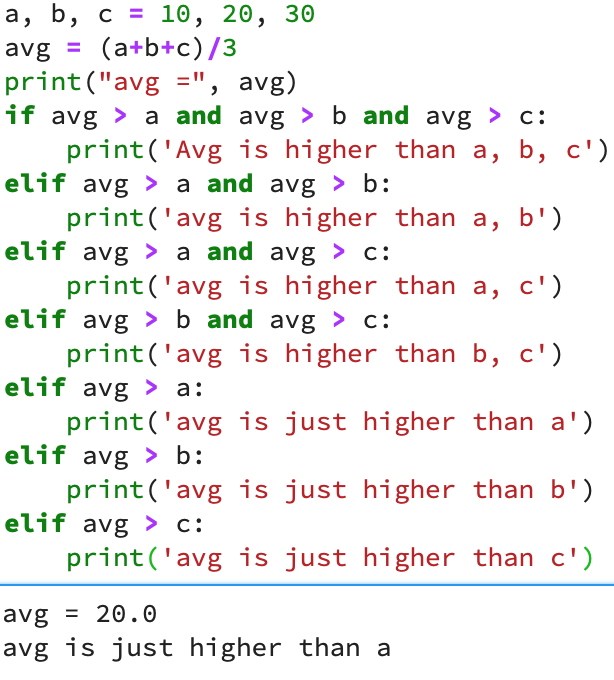 a, b, c = 10, 20, 30
avg = (a+b+c)/3
print("avg =", avg)
if avg > a and avg > b and avg > c:
    print('Avg is higher than a, b, c')
elif avg > a and avg > b:
    print('avg is higher than a, b')
elif avg > a and avg > c:
    print('avg is higher than a, c')
elif avg > b and avg > c:
    print('avg is higher than b, c')
elif avg > a:
    print('avg is just higher than a')
elif avg > b:
    print('avg is just higher than b')
elif avg > c:
    print('avg is just higher than c')
avg = 20.0
avg is just higher than a